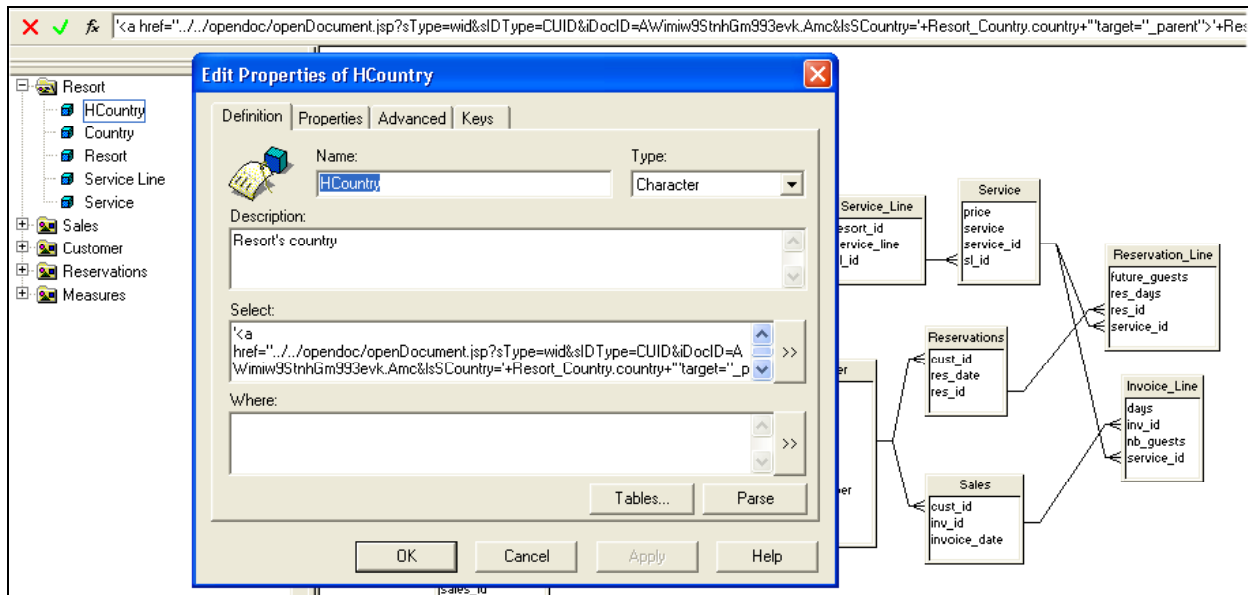 fx '<a href="../../opendoc/openDocument.jsp?sType=wid&sIDType=CUID&iDocID=AWimiw9StnhGm993evk.Amc&lsSCountry='+Resort_Country.country+'"target="_parent">'+Res
Resort
HCountry
Country
Resort
Service Line
Service
Sales
Customer
Reservations
Measures
Edit Properties of HCountry
Definition Properties Advanced Keys
Name:
HCountry
Type:
Character
Description:
Resort's country
Select:
'<a
href="../../opendoc/openDocument.jsp?sType=wid&sIDType=CUID&iDocID=A
Wimiw9StnhGm993evk.Amc&lsSCountry='+Resort_Country.country+'"target="_p
>>
Where:
>>
Tables... Parse
OK Cancel Apply Help
Service_Line
esort_id
ervice_line
l_id
Service
price
service
service_id
sl_id
Reservation_Line
future_guests
res_days
res_id
service_id
Reservations
cust_id
res_date
res_id
er
er
Invoice_Line
days
inv_id
nb_guests
service_id
Sales
cust_id
inv_id
invoice_date
sales_id